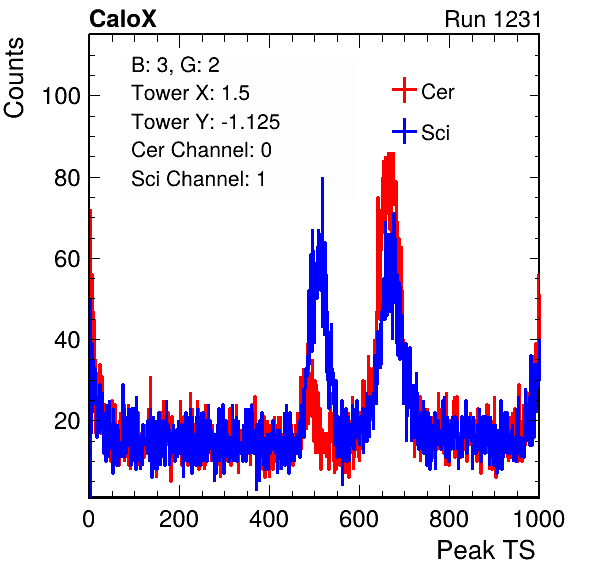 CaloX Run 1231
Counts
B: 3, G: 2
Tower X: 1.5
Tower Y: -1.125
Cer Channel: 0
Sci Channel: 1
Cer
Sci
100
80
60
40
20
0 200 400 600 800 1000
Peak TS